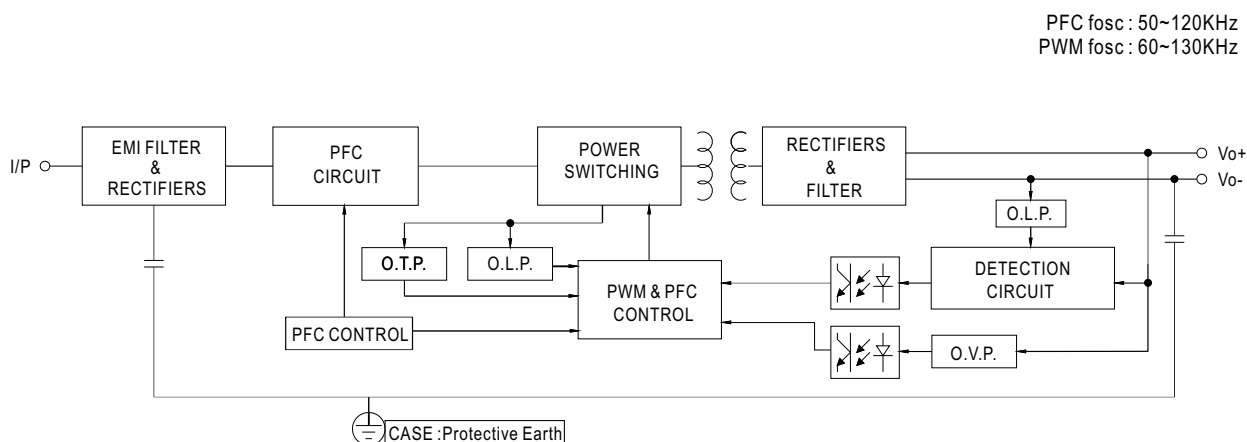 PFC fosc : 50~120KHz
PWM fosc : 60~130KHz
I/P
EMI FILTER
&
RECTIFIERS
PFC
CIRCUIT
POWER
SWITCHING
RECTIFIERS
&
FILTER
Vo+
Vo-
O.L.P.
O.T.P.
O.L.P.
PWM & PFC
CONTROL
DETECTION
CIRCUIT
PFC CONTROL
O.V.P.
CASE : Protective Earth